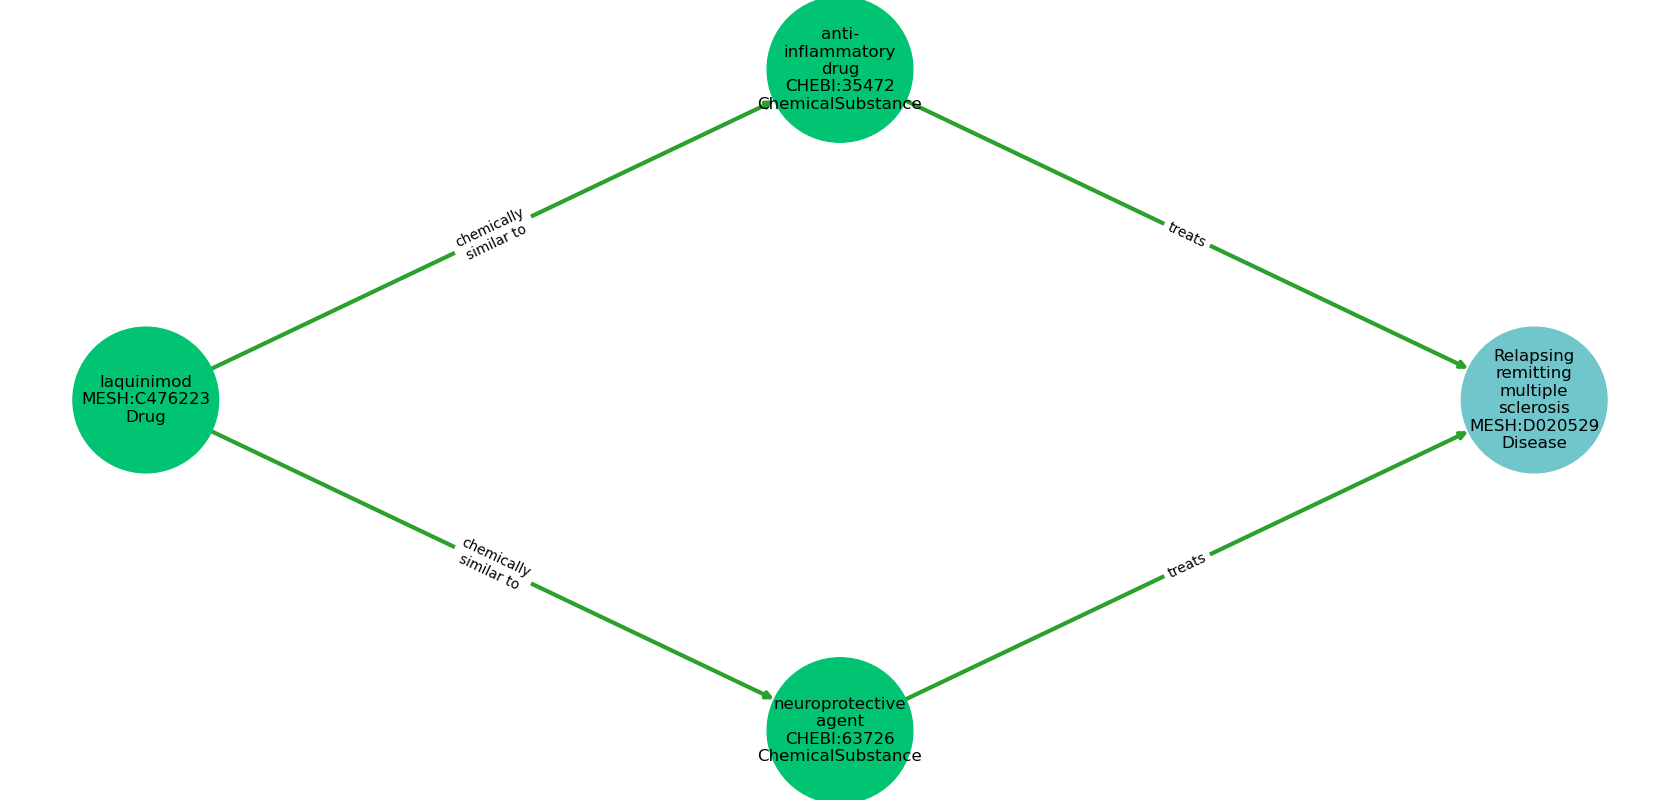 anti-
inflammatory
drug
CHEBI:35472
ChemicalSubstance
chemically
similar to
treats
laquinimod
MESH:C476223
Drug
Relapsing
remitting
multiple
sclerosis
MESH:D020529
Disease
chemically
similar to
treats
neuroprotective
agent
CHEBI:63726
ChemicalSubstance